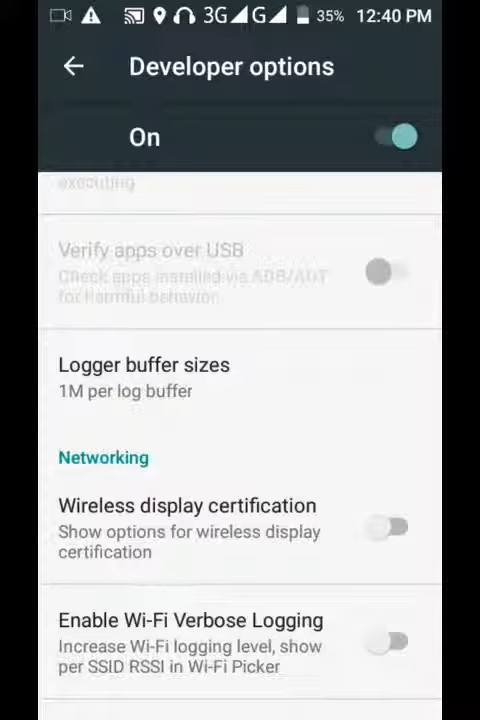 3G G 35% 12:40 PM
Developer options
On
executing
Verify apps over USB
Check apps installed via ADB/ADT
for harmful behavior.
Logger buffer sizes
1M per log buffer
Networking
Wireless display certification
Show options for wireless display
certification
Enable Wi-Fi Verbose Logging
Increase Wi-Fi logging level, show
per SSID RSSI in Wi-Fi Picker